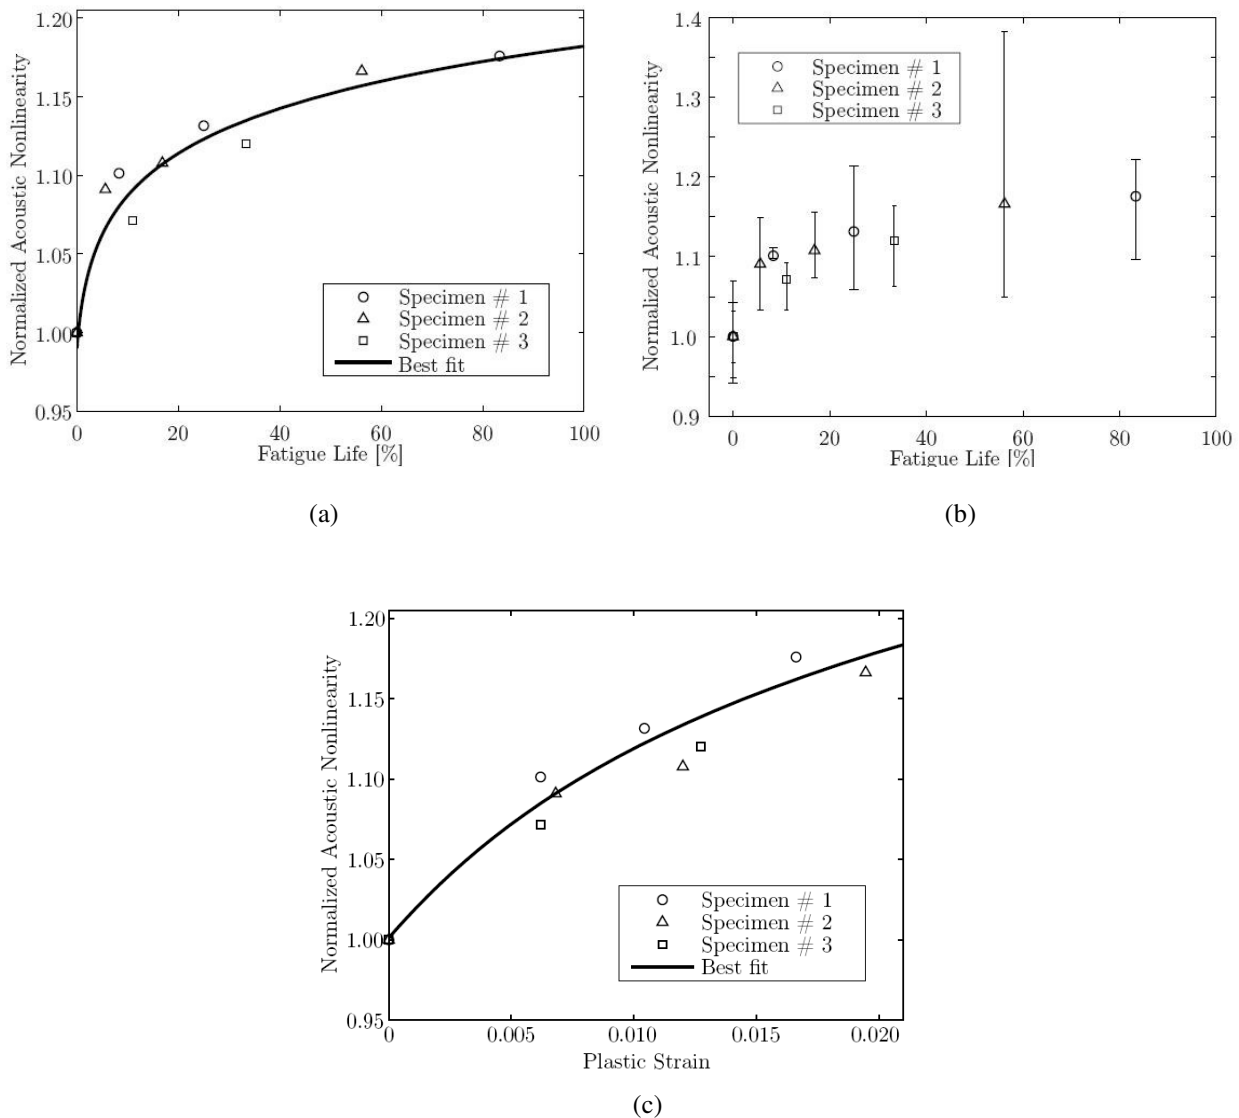 Normalized Acoustic Nonlinearity
1.20
1.15
1.10
1.05
1.00
0.95
Specimen # 1
Specimen # 2
Specimen # 3
Best fit
0 20 40 60 80 100
Fatigue Life [%]
(a)
Normalized Acoustic Nonlinearity
1.4
1.3
1.2
1.1
1.0
0.9
Specimen # 1
Specimen # 2
Specimen # 3
0 20 40 60 80 100
Fatigue Life [%]
(b)
Normalized Acoustic Nonlinearity
1.20
1.15
1.10
1.05
1.00
0.95
Specimen # 1
Specimen # 2
Specimen # 3
Best fit
0 0.005 0.010 0.015 0.020
Plastic Strain
(c)